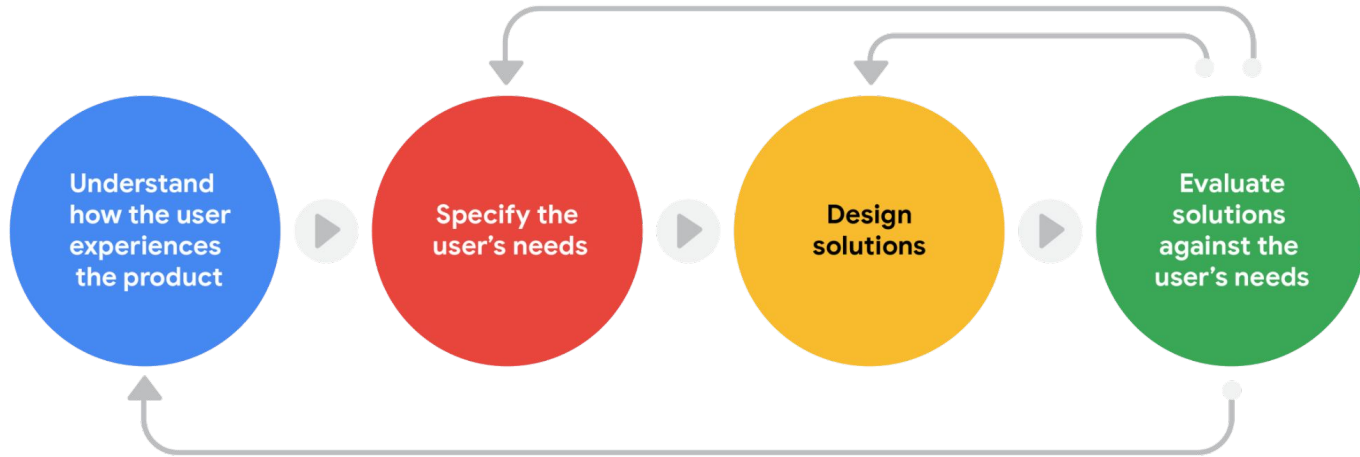 Understand
how the user
experiences
the product
Specify the
user’s needs
Design
solutions
Evaluate
solutions
against the
user’s needs